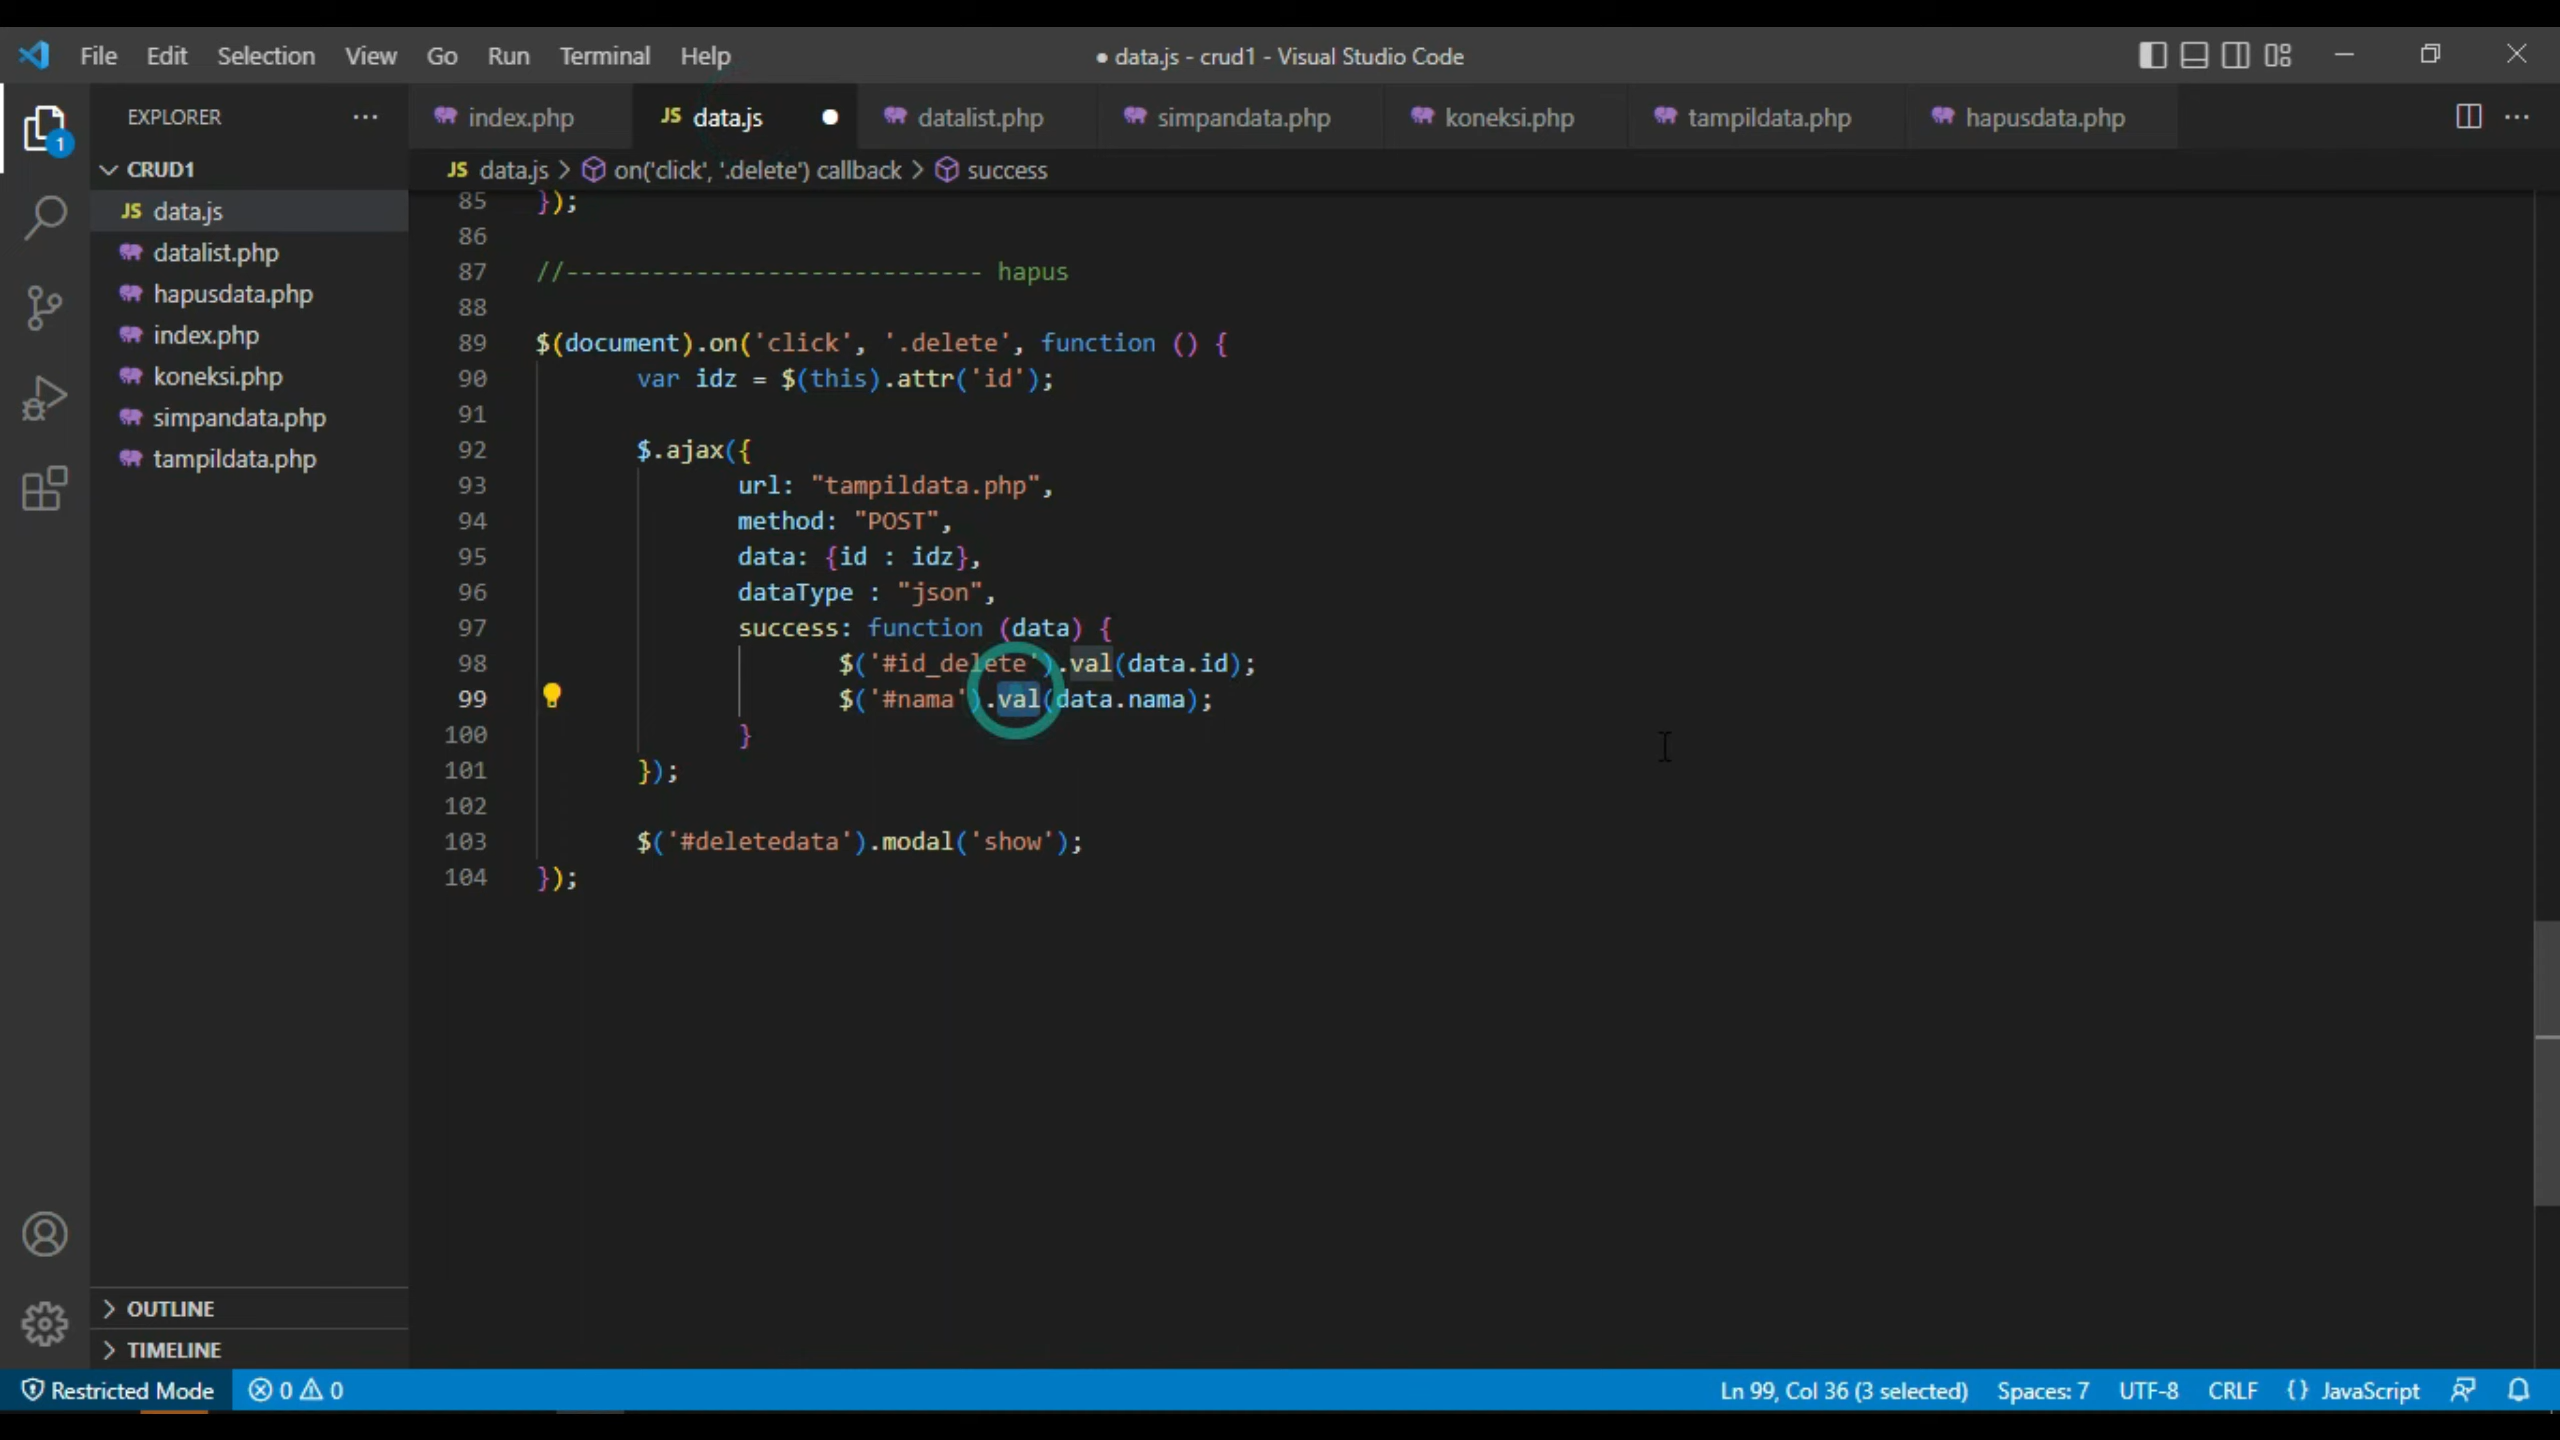 File Edit Selection View Go Run Terminal Help
● data.js - crud1 - Visual Studio Code
EXPLORER
1
CRUD1
JS data.js
datalist.php
hapusdata.php
index.php
koneksi.php
simpandata.php
tampildata.php
OUTLINE
TIMELINE
index.php JS data.js datalist.php simpandata.php koneksi.php tampildata.php hapusdata.php
JS data.js > on('click', '.delete') callback > success
85 });
86
87 //----------------------------- hapus
88
89 $(document).on('click', '.delete', function () {
90 var idz = $(this).attr('id');
91
92 $.ajax({
93 url: "tampildata.php",
94 method: "POST",
95 data: {id : idz},
96 dataType : "json",
97 success: function (data) {
98 $('#id_delete').val(data.id);
99 $('#nama').val(data.nama);
100 }
101 });
102
103 $('#deletedata').modal('show');
104 });
Restricted Mode 0 0
Ln 99, Col 36 (3 selected) Spaces: 7 UTF-8 CRLF {} JavaScript